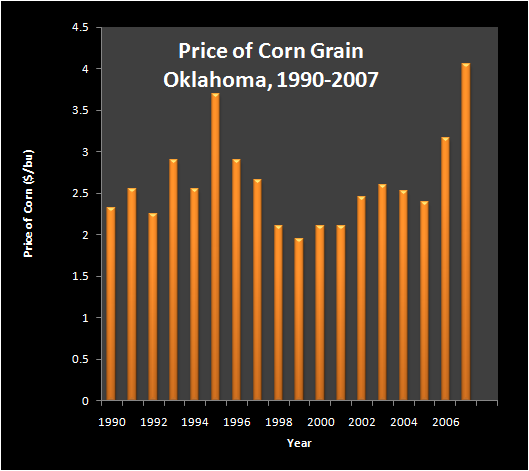 Price of Corn Grain
Oklahoma, 1990-2007
Price of Corn ($/bu)
4.5
4
3.5
3
2.5
2
1.5
1
0.5
0
1990 1992 1994 1996 1998 2000 2002 2004 2006
Year